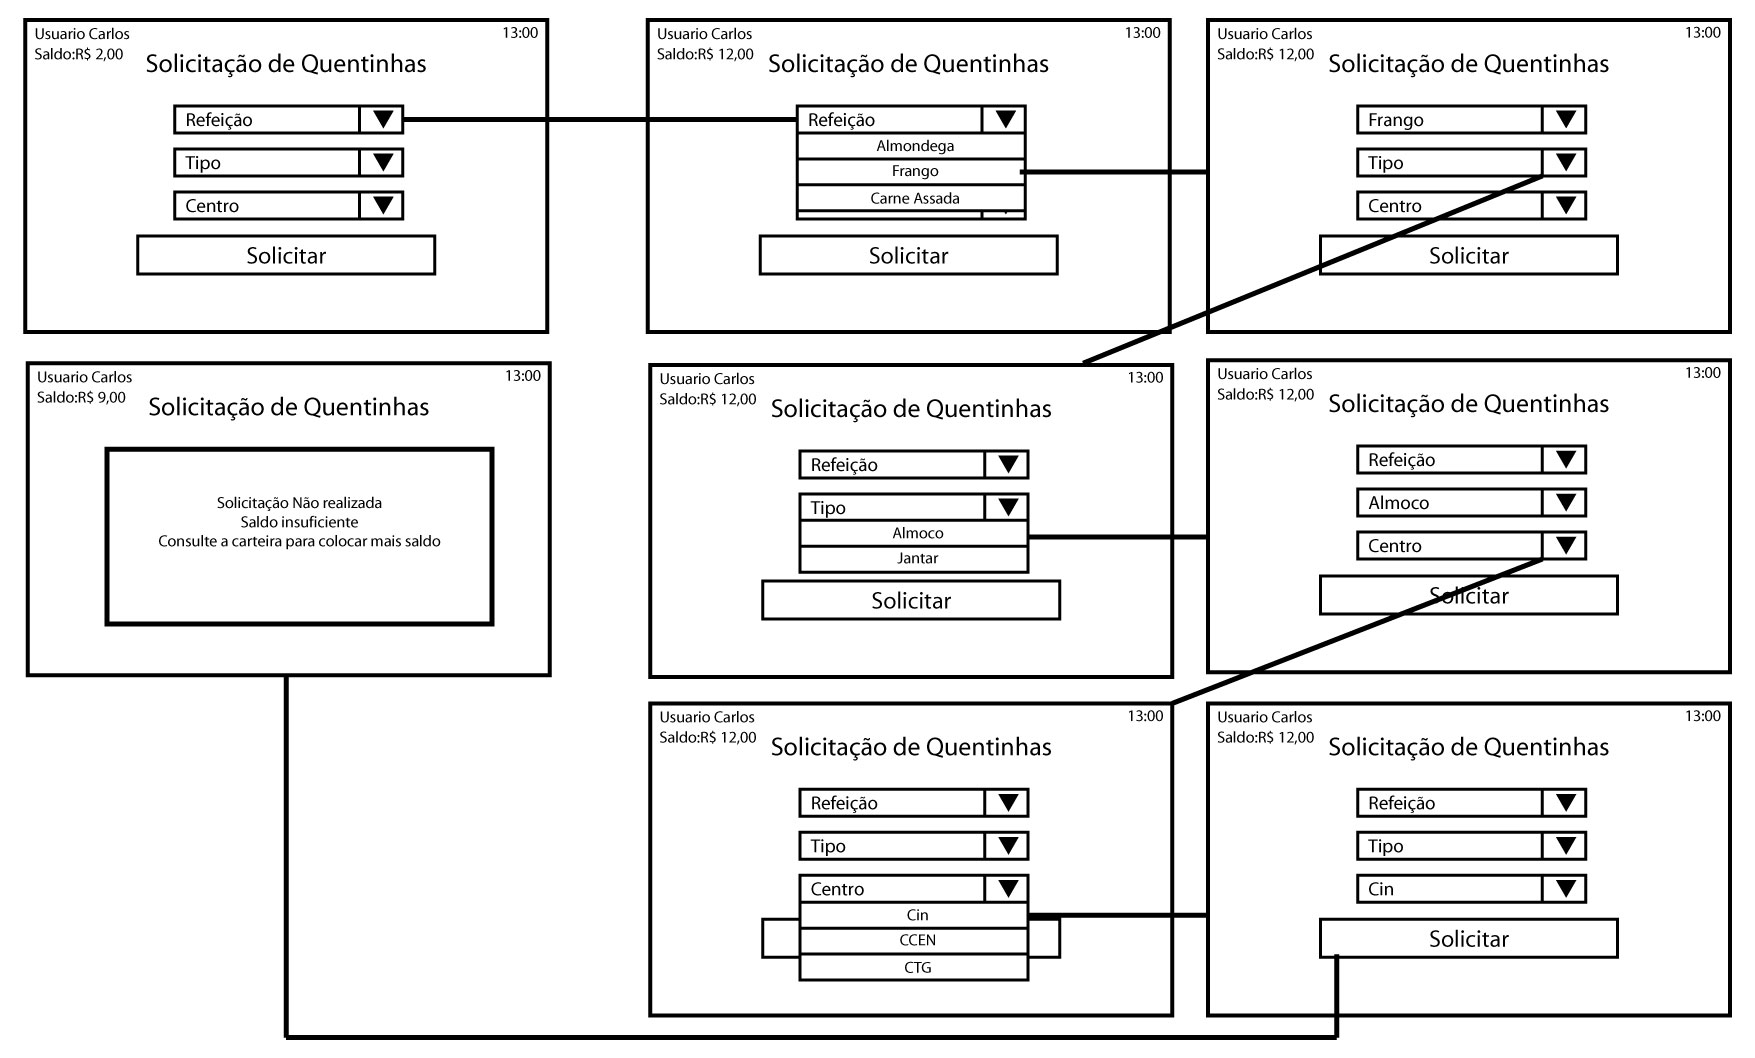 Usuario Carlos
13:00
Saldo:R$ 2,00
Solicitação de Quentinhas
Refeição
Tipo
Centro
Solicitar
Usuario Carlos
13:00
Saldo:R$ 12,00
Solicitação de Quentinhas
Refeição
Almondega
Frango
Carne Assada
Solicitar
Usuario Carlos
13:00
Saldo:R$ 12,00
Solicitação de Quentinhas
Frango
Tipo
Centro
Solicitar
Usuario Carlos
13:00
Saldo:R$ 9,00
Solicitação de Quentinhas
Solicitação Não realizada
Saldo insuficiente
Consulte a carteira para colocar mais saldo
Usuario Carlos
13:00
Saldo:R$ 12,00
Solicitação de Quentinhas
Refeição
Tipo
Almoco
Jantar
Solicitar
Usuario Carlos
13:00
Saldo:R$ 12,00
Solicitação de Quentinhas
Refeição
Almoco
Centro
Solicitar
Usuario Carlos
13:00
Saldo:R$ 12,00
Solicitação de Quentinhas
Refeição
Tipo
Centro
Cin
CCEN
CTG
Usuario Carlos
13:00
Saldo:R$ 12,00
Solicitação de Quentinhas
Refeição
Tipo
Cin
Solicitar